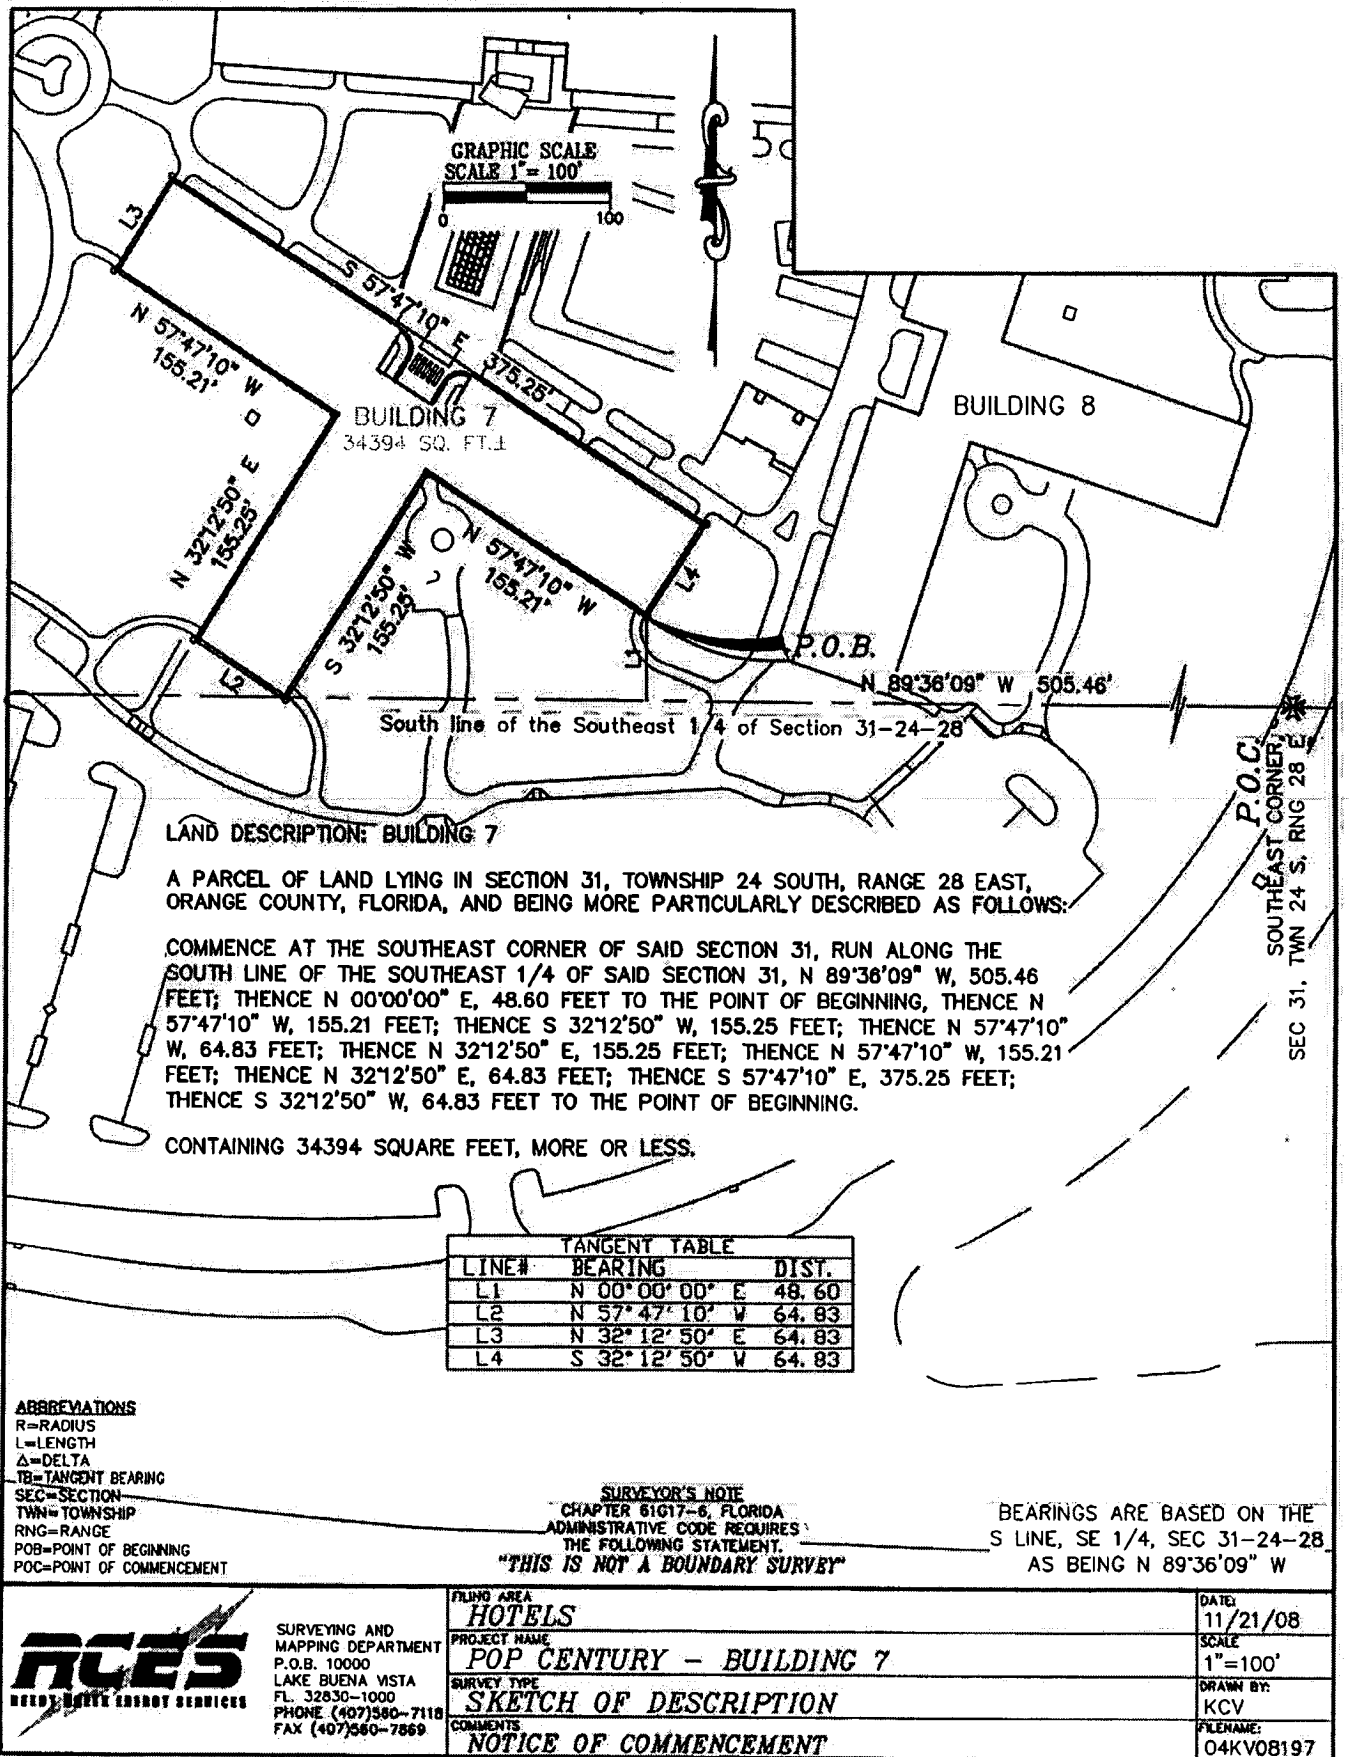 GRAPHIC SCALE
SCALE 1"= 100'
0 100
L3
S 57°47'10" E 375.25'
N 57°47'10" W
155.21'
BUILDING 7
34394 SQ. FT.±
BUILDING 8
N 32°12'50" E
155.25'
S 32°12'50" W
155.25'
N 57°47'10" W
155.21'
L4
L1
L2
P.O.B.
N 89°36'09" W 505.46'
South line of the Southeast 1/4 of Section 31-24-28
P.O.C.
SOUTHEAST CORNER,
SEC 31, TWN 24 S, RNG 28 E
LAND DESCRIPTION: BUILDING 7
A PARCEL OF LAND LYING IN SECTION 31, TOWNSHIP 24 SOUTH, RANGE 28 EAST,
ORANGE COUNTY, FLORIDA, AND BEING MORE PARTICULARLY DESCRIBED AS FOLLOWS:
COMMENCE AT THE SOUTHEAST CORNER OF SAID SECTION 31, RUN ALONG THE
SOUTH LINE OF THE SOUTHEAST 1/4 OF SAID SECTION 31, N 89°36'09" W, 505.46
FEET; THENCE N 00°00'00" E, 48.60 FEET TO THE POINT OF BEGINNING, THENCE N
57°47'10" W, 155.21 FEET; THENCE S 32°12'50" W, 155.25 FEET; THENCE N 57°47'10"
W, 64.83 FEET; THENCE N 32°12'50" E, 155.25 FEET; THENCE N 57°47'10" W, 155.21
FEET; THENCE N 32°12'50" E, 64.83 FEET; THENCE S 57°47'10" E, 375.25 FEET;
THENCE S 32°12'50" W, 64.83 FEET TO THE POINT OF BEGINNING.
CONTAINING 34394 SQUARE FEET, MORE OR LESS.
TANGENT TABLE
LINE# BEARING DIST.
L1 N 00°00'00" E 48.60
L2 N 57°47'10" W 64.83
L3 N 32°12'50" E 64.83
L4 S 32°12'50" W 64.83
ABBREVIATIONS
R=RADIUS
L=LENGTH
Δ=DELTA
TB=TANGENT BEARING
SEC=SECTION
TWN=TOWNSHIP
RNG=RANGE
POB=POINT OF BEGINNING
POC=POINT OF COMMENCEMENT
SURVEYOR'S NOTE
CHAPTER 61G17-6, FLORIDA
ADMINISTRATIVE CODE REQUIRES
THE FOLLOWING STATEMENT.
"THIS IS NOT A BOUNDARY SURVEY"
BEARINGS ARE BASED ON THE
S LINE, SE 1/4, SEC 31-24-28
AS BEING N 89°36'09" W
RCES
REEDY CREEK ENERGY SERVICES
SURVEYING AND
MAPPING DEPARTMENT
P.O.B. 10000
LAKE BUENA VISTA
FL. 32830-1000
PHONE (407)560-7118
FAX (407)560-7869
FILING AREA
HOTELS
PROJECT NAME
POP CENTURY - BUILDING 7
SURVEY TYPE
SKETCH OF DESCRIPTION
COMMENTS
NOTICE OF COMMENCEMENT
DATE:
11/21/08
SCALE
1"=100'
DRAWN BY:
KCV
FILENAME:
04KV08197